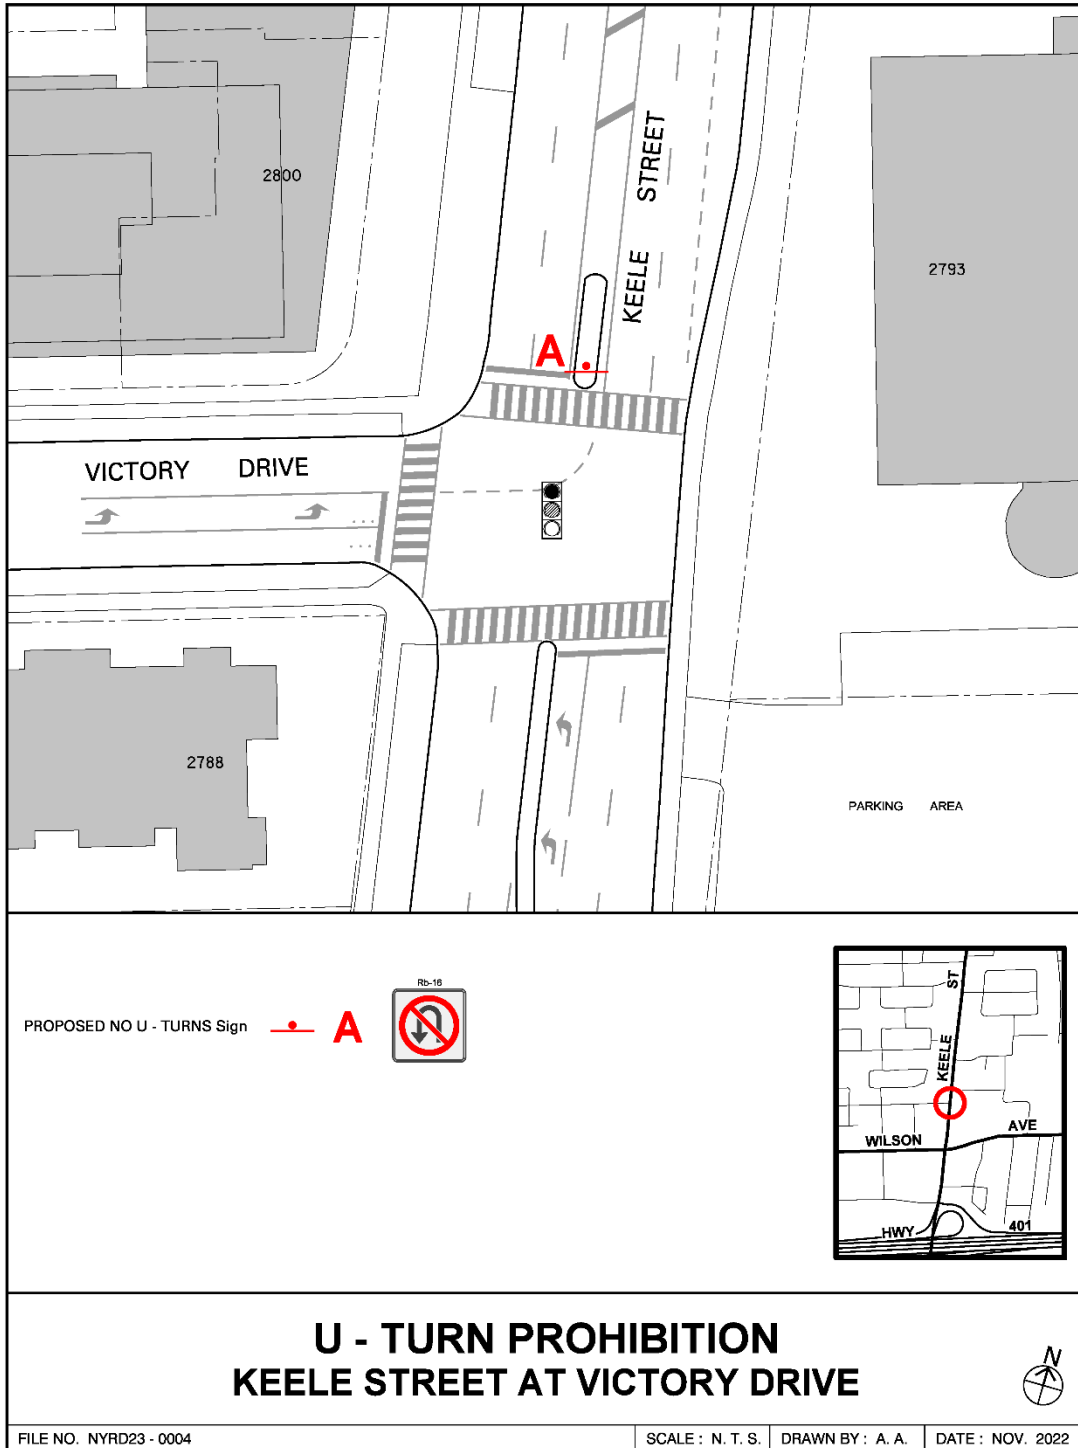 2800
KEELE STREET
2793
A
VICTORY DRIVE
2788
PARKING AREA
PROPOSED NO U - TURNS Sign
A
Rb-16
KEELE ST
WILSON AVE
HWY 401
U - TURN PROHIBITION
KEELE STREET AT VICTORY DRIVE
N
FILE NO. NYRD23 - 0004
SCALE : N. T. S.
DRAWN BY : A. A.
DATE : NOV. 2022